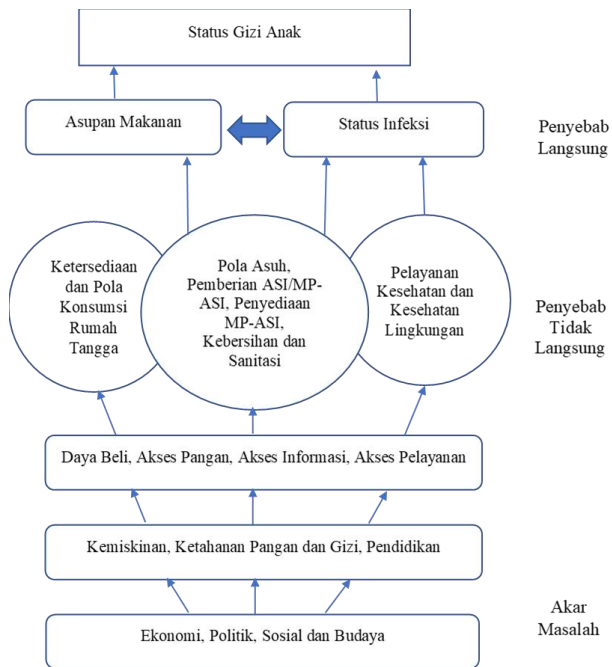 Status Gizi Anak
Asupan Makanan
Status Infeksi
Penyebab
Langsung
Ketersediaan
dan Pola
Konsumsi
Rumah
Tangga
Pola Asuh,
Pemberian ASI/MP-
ASI, Penyediaan
MP-ASI,
Kebersihan dan
Sanitasi
Pelayanan
Kesehatan dan
Kesehatan
Lingkungan
Penyebab
Tidak
Langsung
Daya Beli, Akses Pangan, Akses Informasi, Akses Pelayanan
Kemiskinan, Ketahanan Pangan dan Gizi, Pendidikan
Ekonomi, Politik, Sosial dan Budaya
Akar
Masalah